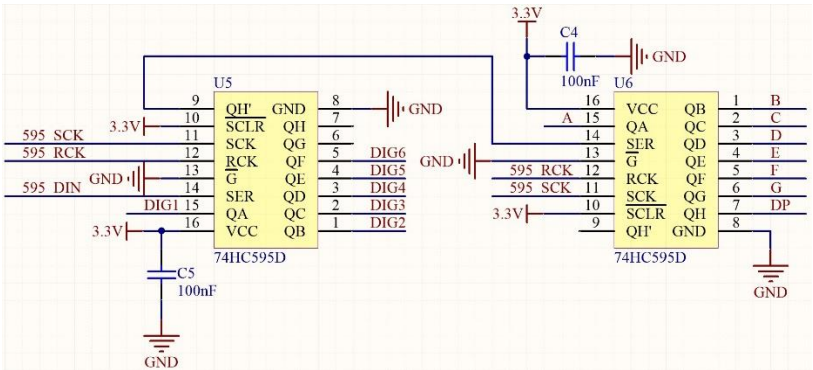 3.3V
C4
GND
100nF
U5
U6
9 QH' GND 8 GND
3.3V 10 SCLR QH 7
595 SCK 11 SCK QG 6
595 RCK 12 RCK QF 5 DIG6
GND 13 G QE 4 DIG5
595 DIN 14 SER QD 3 DIG4
DIG1 15 QA QC 2 DIG3
3.3V 16 VCC QB 1 DIG2
74HC595D
C5
100nF
GND
16 VCC QB 1 B
A 15 QA QC 2 C
14 SER QD 3 D
GND 13 G QE 4 E
595 RCK 12 RCK QF 5 F
595 SCK 11 SCK QG 6 G
3.3V 10 SCLR QH 7 DP
9 QH' GND 8
74HC595D
GND